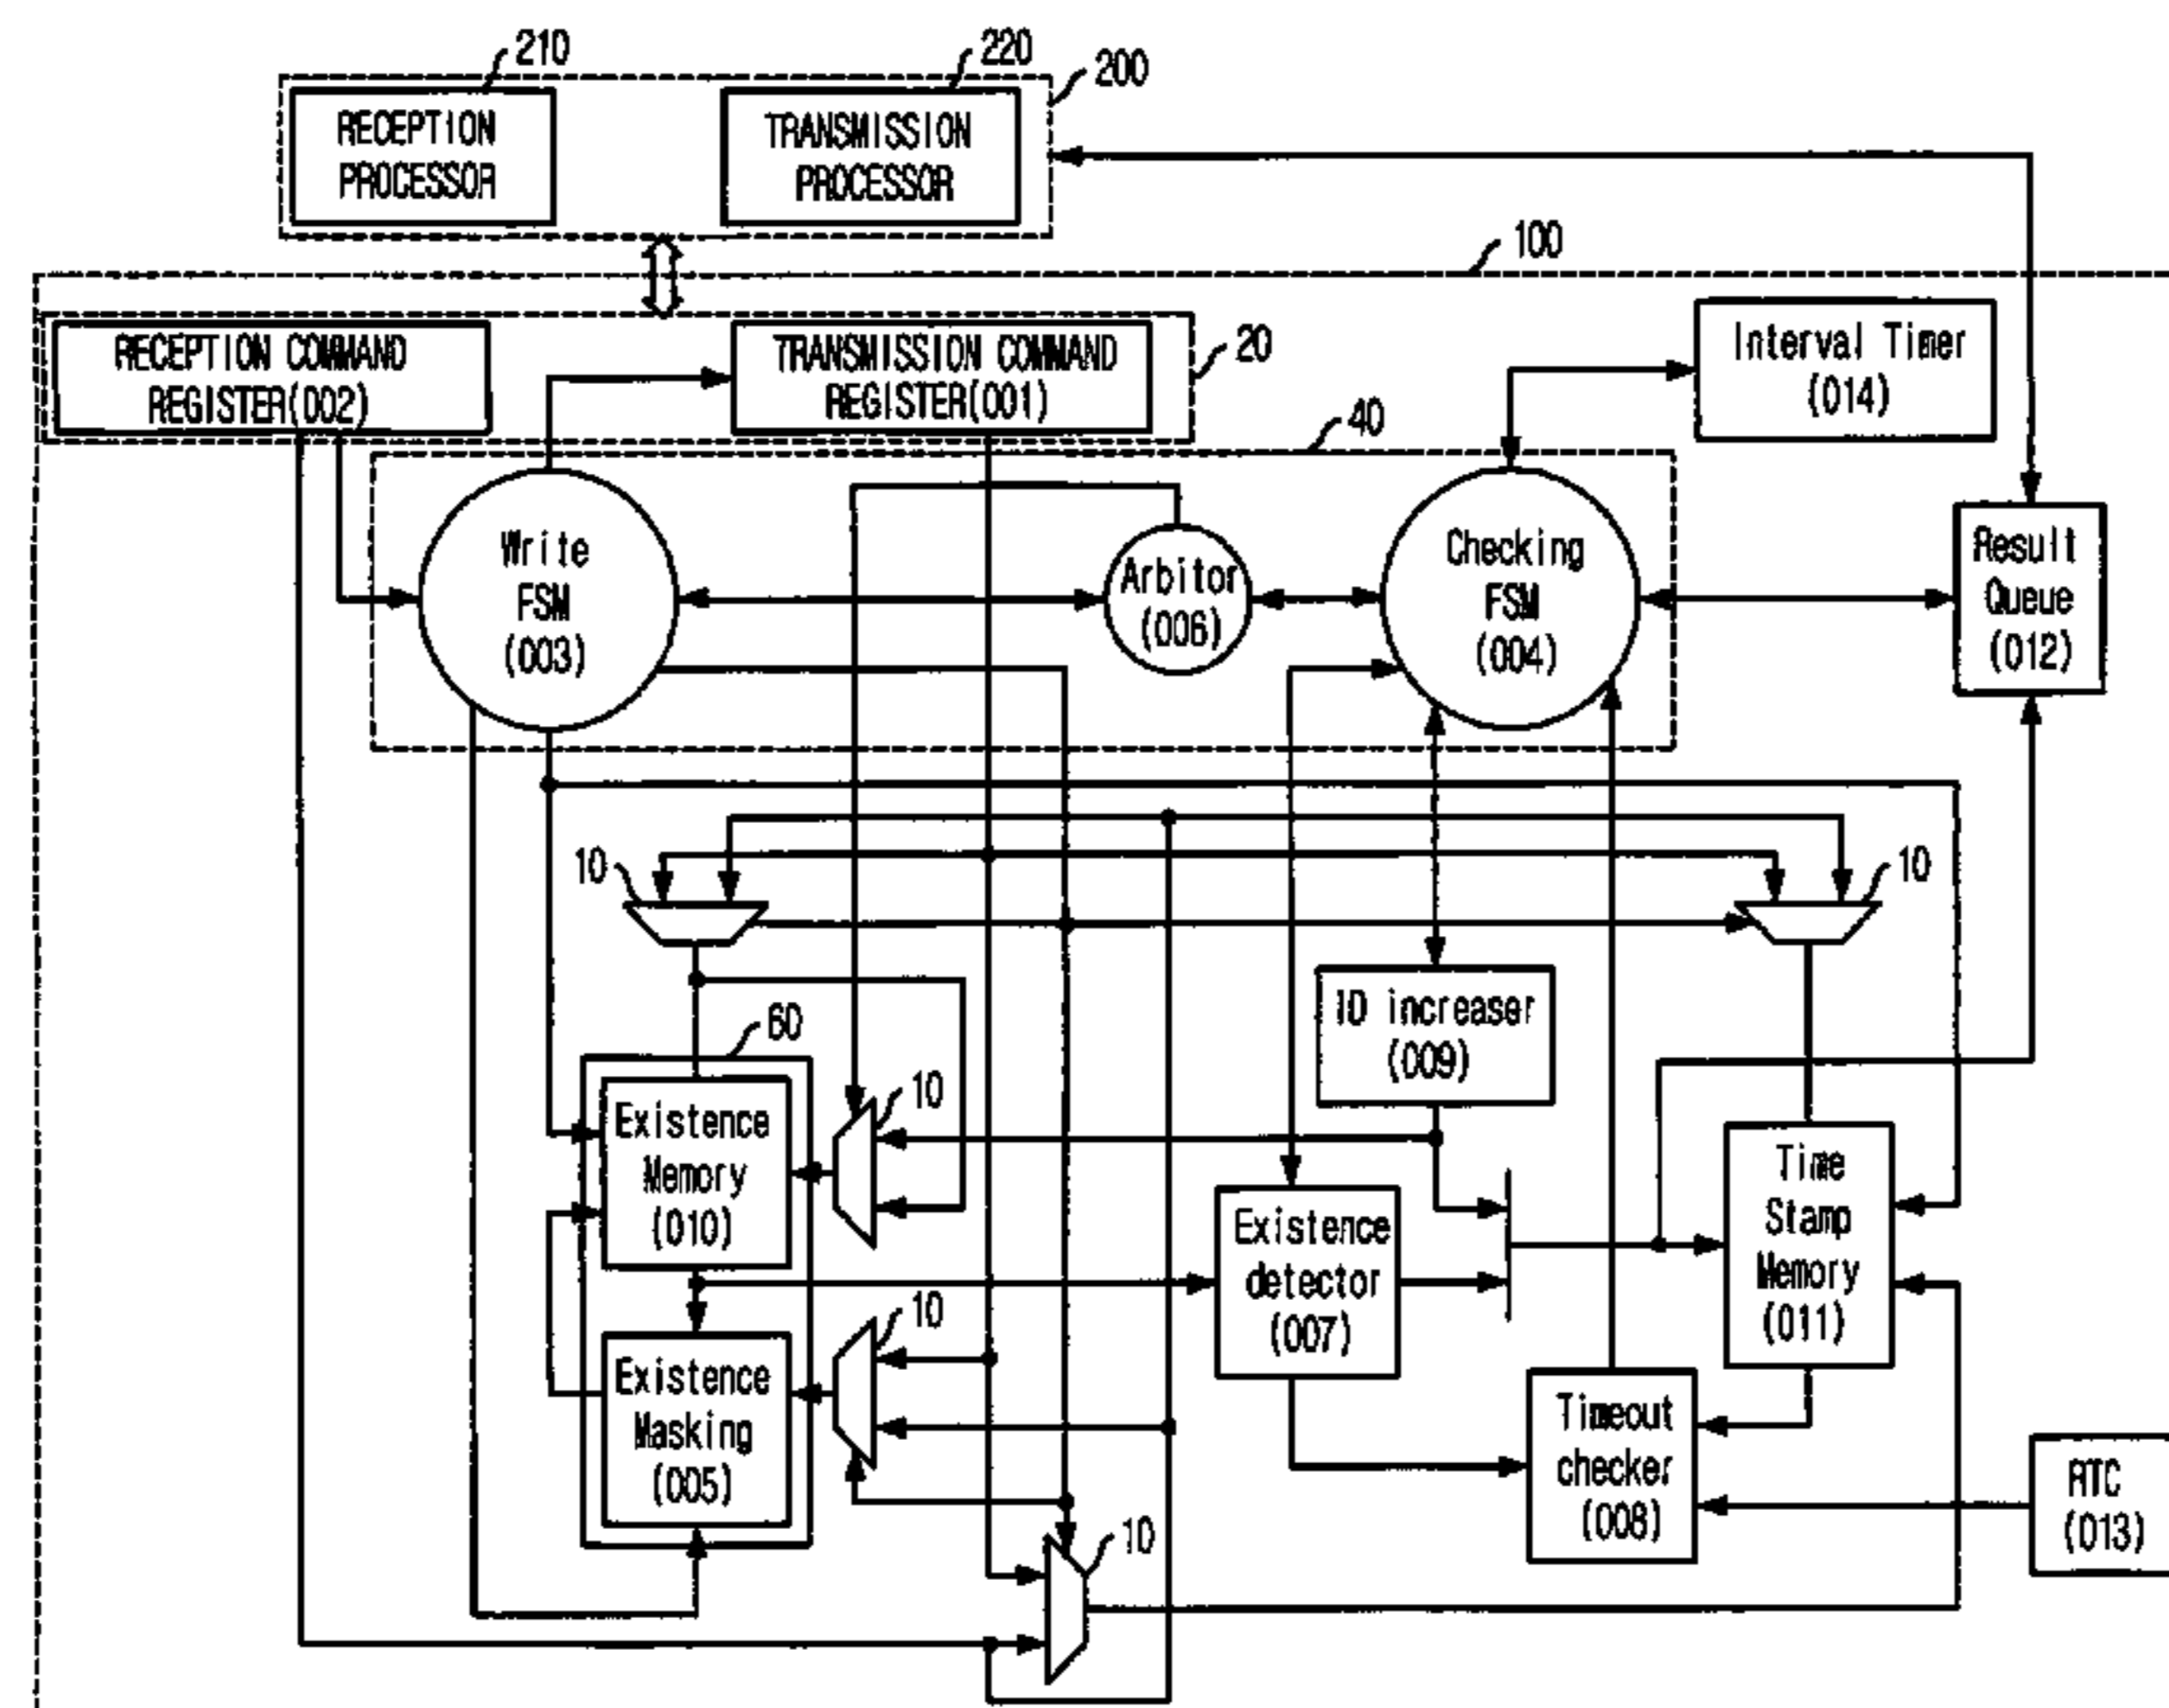 210
220
200
RECEPTION
PROCESSOR
TRANSMISSION
PROCESSOR
100
RECEPTION COMMAND
REGISTER(002)
TRANSMISSION COMMAND
REGISTER(001)
20
Interval Timer
(014)
40
Write
FSM
(003)
Arbitor
(006)
Checking
FSM
(004)
Result
Queue
(012)
10
10
ID increaser
(009)
60
10
Existence
Memory
(010)
Time
Stamp
Memory
(011)
Existence
detector
(007)
10
Existence
Masking
(005)
Timeout
checker
(008)
RTC
(013)
10